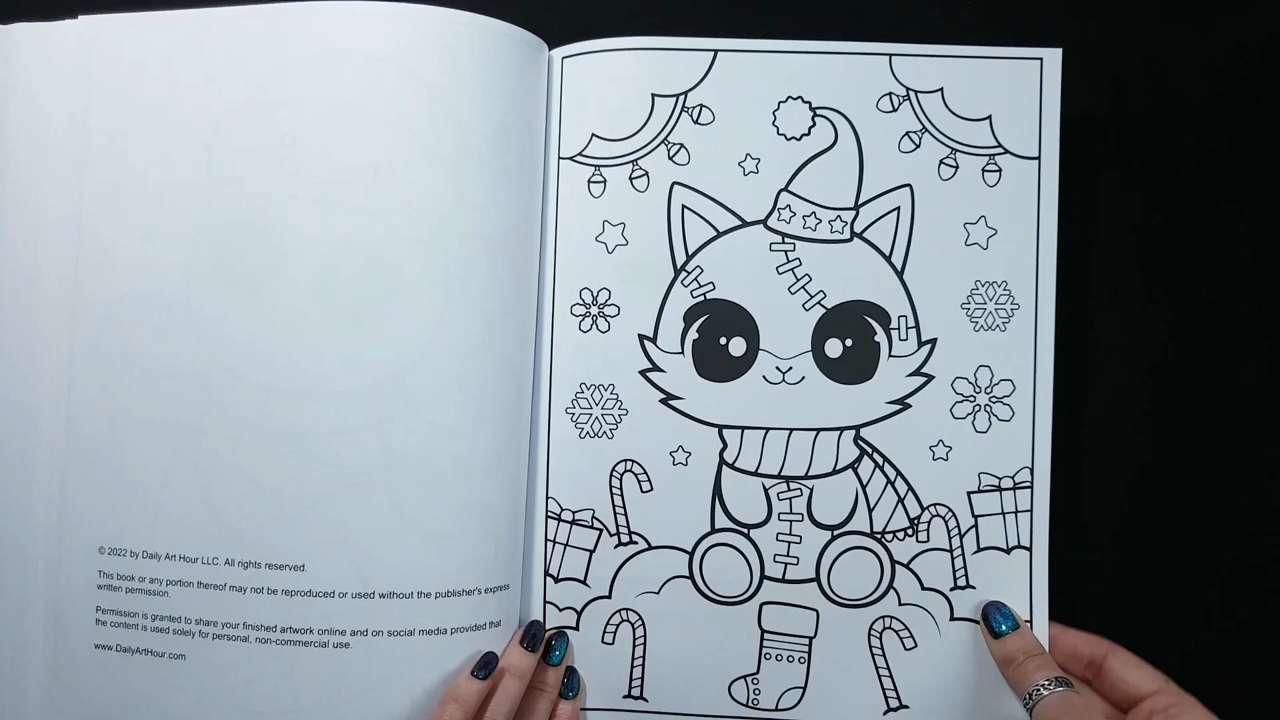 © 2022 by Daily Art Hour LLC. All rights reserved.
This book or any portion thereof may not be reproduced or used without the publisher's express
written permission.
Permission is granted to share your finished artwork online and on social media provided that
the content is used solely for personal, non-commercial use.
www.DailyArtHour.com